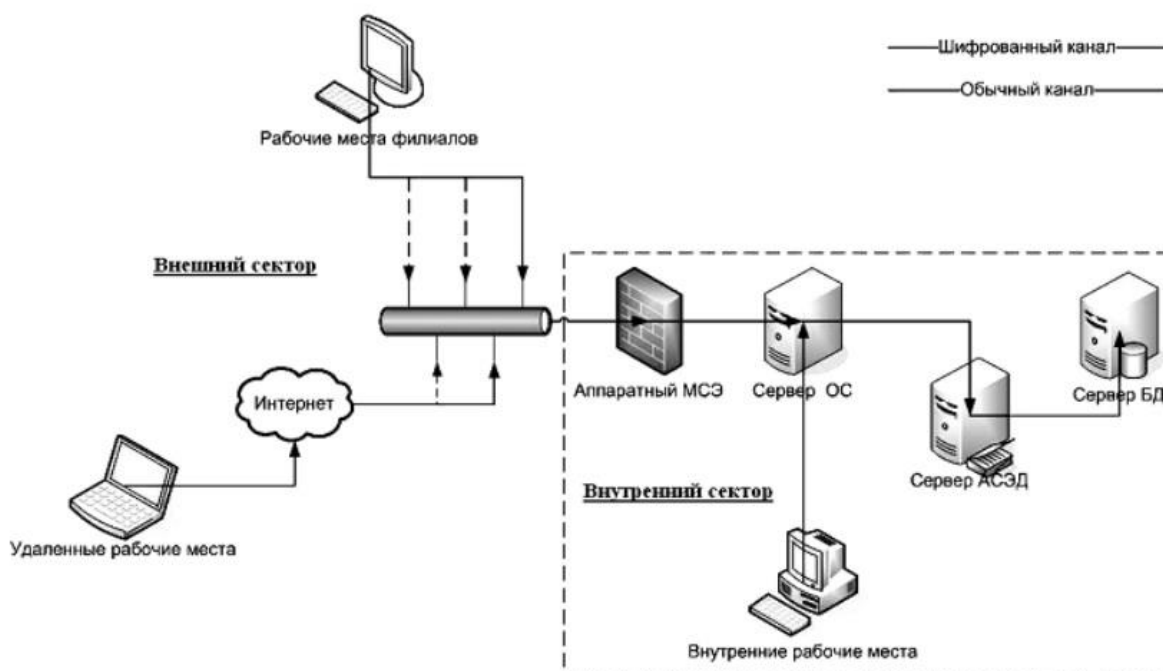 Шифрованный канал
Обычный канал
Рабочие места филиалов
Внешний сектор
Аппаратный МСЭ
Сервер ОС
Сервер БД
Интернет
Сервер АСЭД
Внутренний сектор
Удаленные рабочие места
Внутренние рабочие места